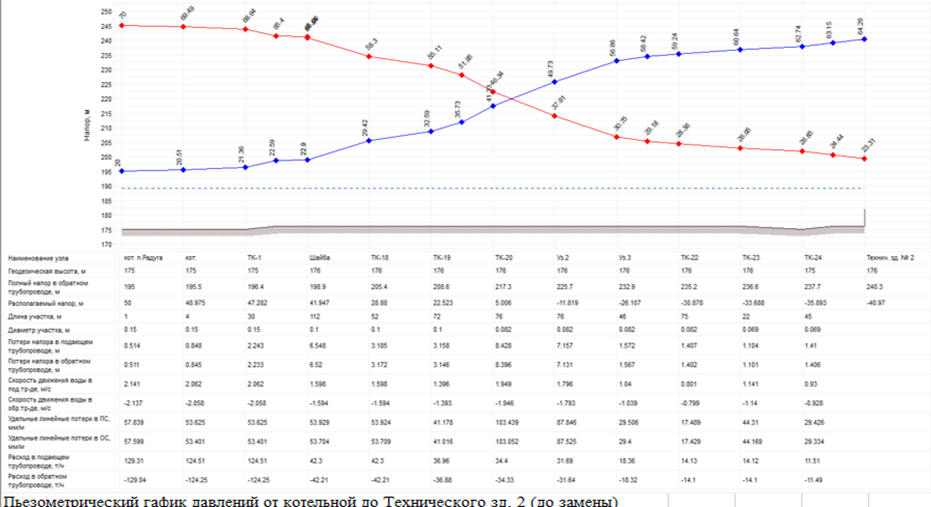 250
245
240
235
230
225
220
215
210
205
200
195
190
185
180
175
170
Напор, м
70 69.49 68.64 65.4 58.3 55.11 51.95 46.34 37.91 30.75 29.18 28.36 26.95 25.85 24.44 23.31
20 20.51 21.36 22.59 22.9 29.42 32.59 35.73 49.73 56.86 58.42 59.24 60.64 62.74 63.15 64.28
Наименование узла кот. п.Радуга кот. ТК-1 Шайба ТК-18 ТК-19 ТК-20 Уз.2 Уз.3 ТК-22 ТК-23 ТК-24 Технич. зд. № 2
Геодезическая высота, м 175 175 175 176 176 176 176 176 176 176 176 175 176
Полный напор в обратном
трубопроводе, м 195 195.5 196.4 198.9 205.4 208.6 217.3 225.7 232.9 235.2 236.6 237.7 240.3
Располагаемый напор, м 50 48.975 47.282 41.947 28.88 22.523 5.006 -11.819 -26.107 -30.878 -33.688 -35.893 -40.97
Длина участка, м 1 4 30 112 52 72 76 76 46 75 22 45
Диаметр участка, м 0.15 0.15 0.15 0.1 0.1 0.1 0.082 0.082 0.082 0.082 0.069 0.069
Потери напора в подающем
трубопроводе, м 0.514 0.848 2.243 6.548 3.185 3.158 8.428 7.157 1.572 1.407 1.104 1.41
Потери напора в обратном
трубопроводе, м 0.511 0.845 2.233 6.52 3.172 3.146 8.396 7.131 1.567 1.402 1.101 1.406
Скорость движения воды в
под.тр-де, м/с 2.141 2.062 2.062 1.598 1.598 1.396 1.949 1.796 1.04 0.801 1.141 0.93
Скорость движения воды в
обр.тр-де, м/с -2.137 -2.058 -2.058 -1.594 -1.594 -1.393 -1.946 -1.793 -1.039 -0.799 -1.14 -0.928
Удельные линейные потери в ПС,
мм/м 57.839 53.625 53.625 53.929 53.924 41.178 103.439 87.846 29.506 17.489 44.31 29.426
Удельные линейные потери в ОС,
мм/м 57.599 53.401 53.401 53.704 53.709 41.016 103.052 87.525 29.4 17.429 44.169 29.334
Расход в подающем
трубопроводе, т/ч 129.31 124.51 124.51 42.3 42.3 36.96 34.4 31.69 18.36 14.13 14.12 11.51
Расход в обратном
трубопроводе, т/ч -129.04 -124.25 -124.25 -42.21 -42.21 -36.88 -34.33 -31.64 -18.32 -14.1 -14.1 -11.49
Пьезометрический гафик давлений от котельной до Технического зд. 2 (до замены)